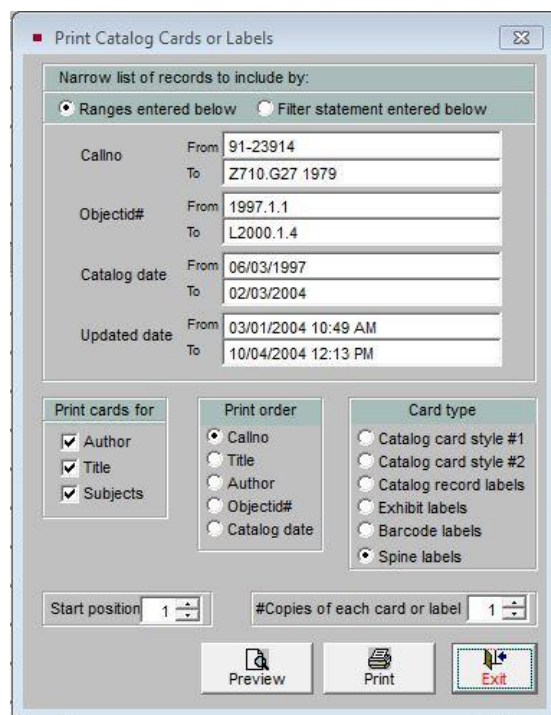 Print Catalog Cards or Labels
Narrow list of records to include by:
Ranges entered below Filter statement entered below
Callno From 91-23914
To Z710.G27 1979
Objectid# From 1997.1.1
To L2000.1.4
Catalog date From 06/03/1997
To 02/03/2004
Updated date From 03/01/2004 10:49 AM
To 10/04/2004 12:13 PM
Print cards for
Author
Title
Subjects
Print order
Callno
Title
Author
Objectid#
Catalog date
Card type
Catalog card style #1
Catalog card style #2
Catalog record labels
Exhibit labels
Barcode labels
Spine labels
Start position 1
#Copies of each card or label 1
Preview Print Exit